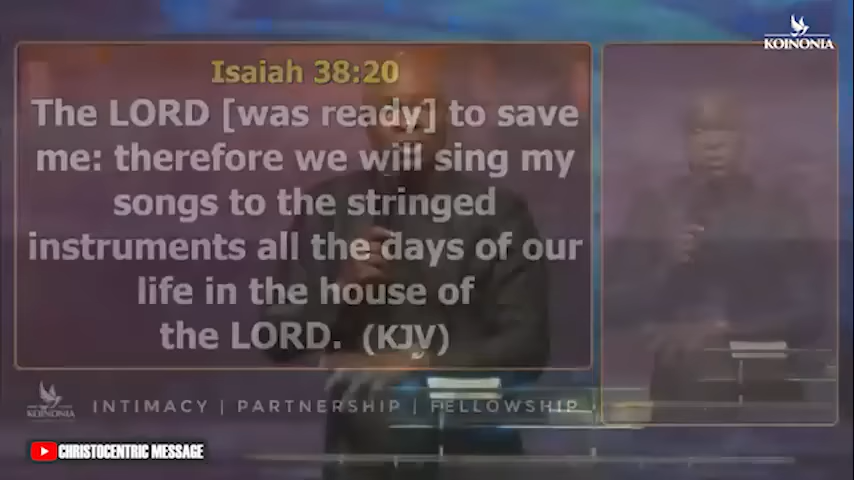 KOINONIA
Isaiah 38:20
The LORD [was ready] to save
me: therefore we will sing my
songs to the stringed
instruments all the days of our
life in the house of
the LORD. (KJV)
KOINONIA
INTIMACY | PARTNERSHIP | FELLOWSHIP
CHRISTOCENTRIC MESSAGE